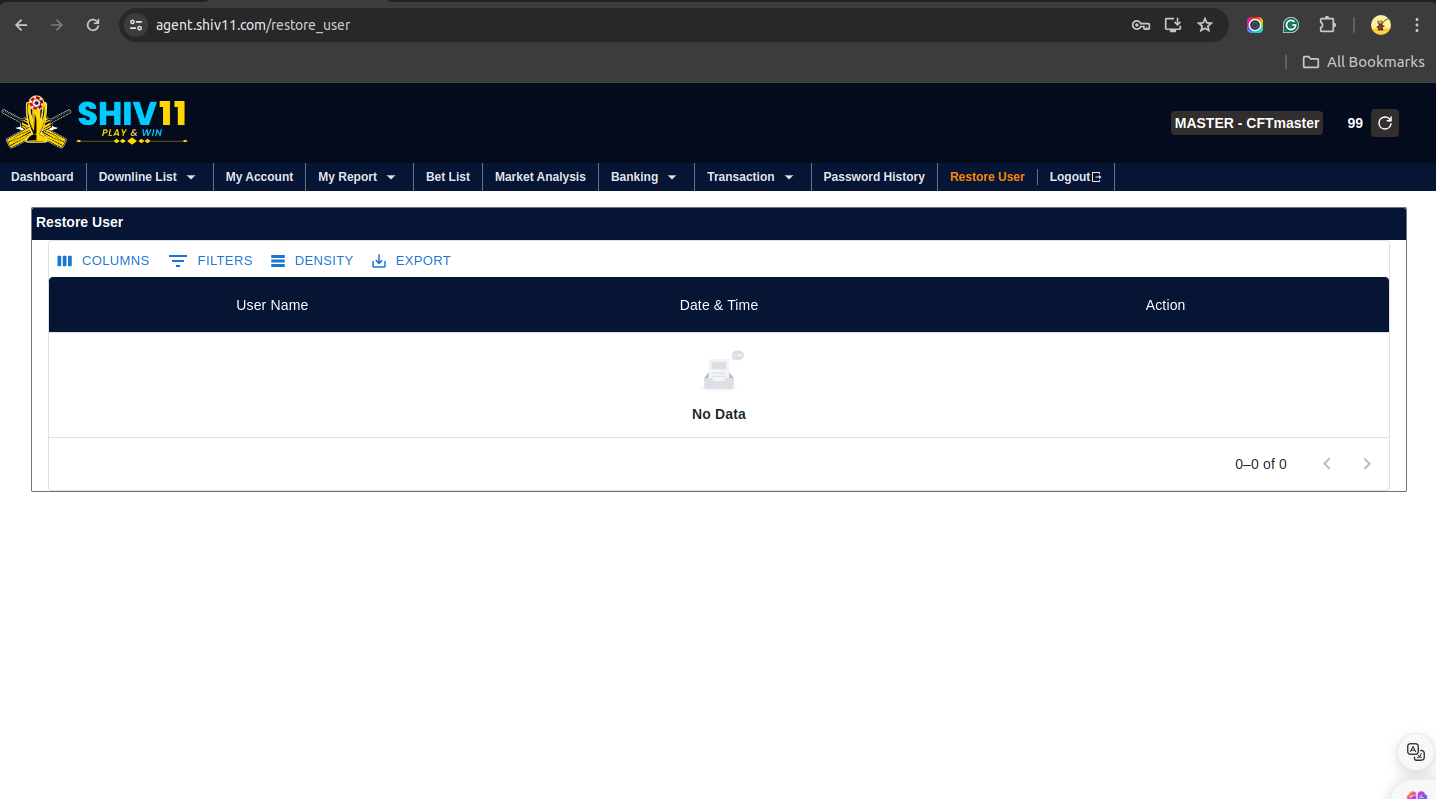 agent.shiv11.com/restore_user
All Bookmarks
SHIV11
PLAY & WIN
MASTER - CFTmaster 99
Dashboard Downline List My Account My Report Bet List Market Analysis Banking Transaction Password History Restore User Logout
Restore User
COLUMNS FILTERS DENSITY EXPORT
User Name Date & Time Action
No Data
0–0 of 0